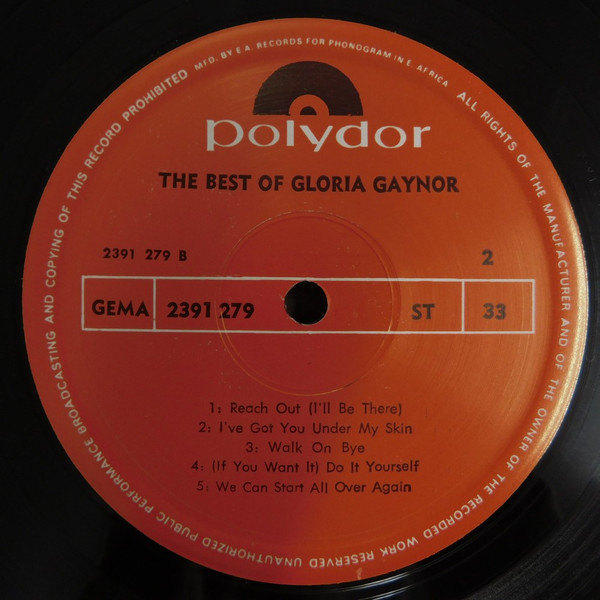 MFD. BY E.A. RECORDS FOR PHONOGRAM IN E. AFRICA
ALL RIGHTS OF THE MANUFACTURER AND OF THE OWNER OF THE RECORDED WORK RESERVED UNAUTHORIZED PUBLIC PERFORMANCE BROADCASTING AND COPYING OF THIS RECORD PROHIBITED
polydor
THE BEST OF GLORIA GAYNOR
2391 279 B 2
GEMA 2391 279 ST 33
1: Reach Out (I'll Be There)
2: I've Got You Under My Skin
3: Walk On Bye
4: (If You Want It) Do It Yourself
5: We Can Start All Over Again